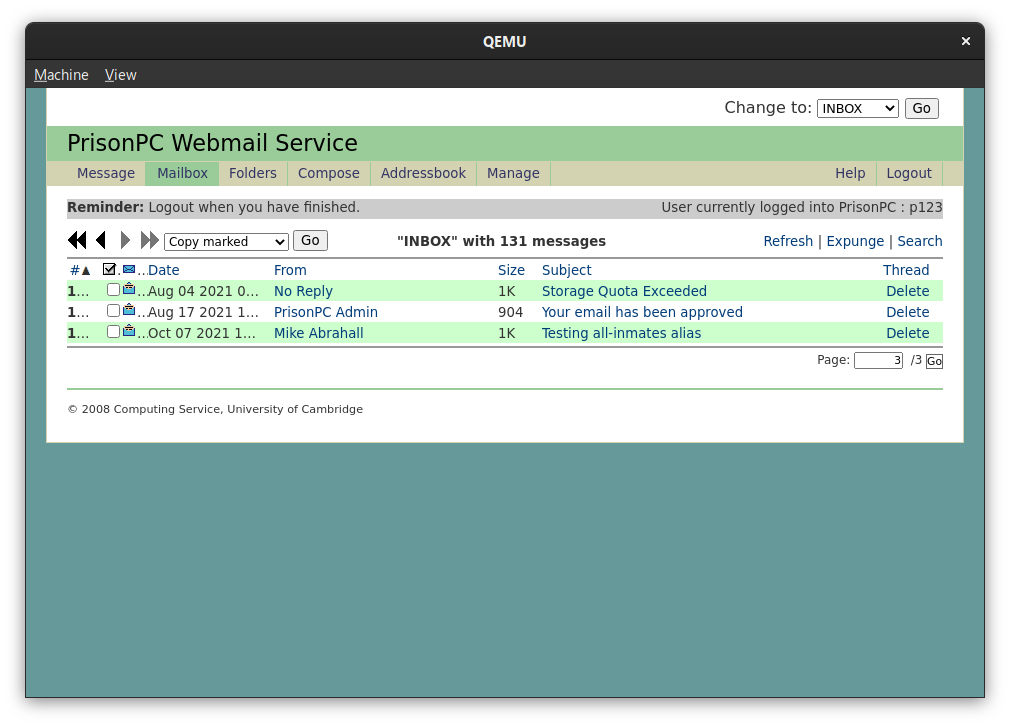 QEMU ×
Machine View
Change to: INBOX Go
PrisonPC Webmail Service
Message Mailbox Folders Compose Addressbook Manage Help Logout
Reminder: Logout when you have finished. User currently logged into PrisonPC : p123
Copy marked Go "INBOX" with 131 messages Refresh | Expunge | Search
#▲ . ... Date From Size Subject Thread
1... ... Aug 04 2021 0... No Reply 1K Storage Quota Exceeded Delete
1... ... Aug 17 2021 1... PrisonPC Admin 904 Your email has been approved Delete
1... ... Oct 07 2021 1... Mike Abrahall 1K Testing all-inmates alias Delete
Page: 3 /3 Go
© 2008 Computing Service, University of Cambridge